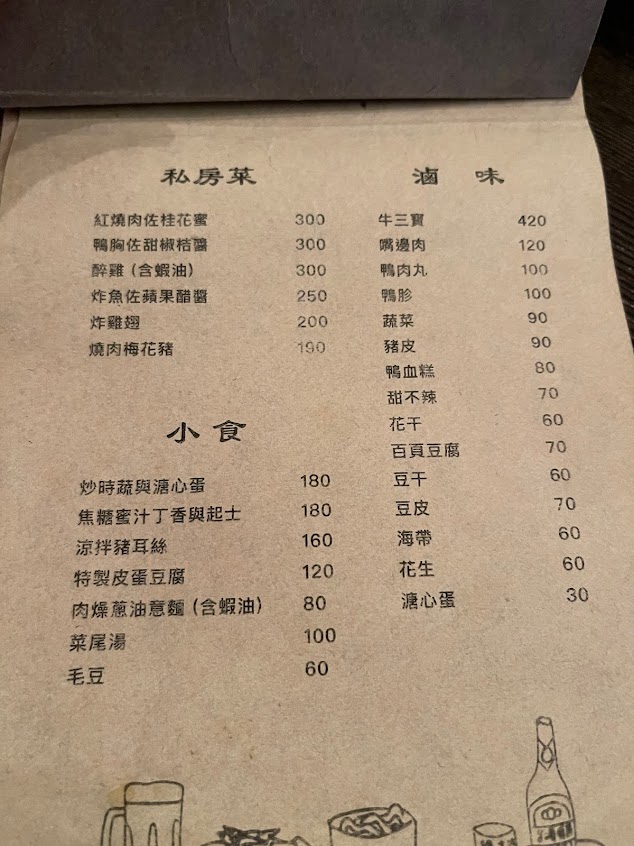 私房菜
紅燒肉佐桂花蜜 300
鴨胸佐甜椒桔醬 300
醉雞 (含蝦油) 300
炸魚佐蘋果醋醬 250
炸雞翅 200
燒肉梅花豬 190
小食
炒時蔬與溏心蛋 180
焦糖蜜汁丁香與起士 180
涼拌豬耳絲 160
特製皮蛋豆腐 120
肉燥蔥油意麵 (含蝦油) 80
菜尾湯 100
毛豆 60
滷 味
牛三寶 420
嘴邊肉 120
鴨肉丸 100
鴨胗 100
蔬菜 90
豬皮 90
鴨血糕 80
甜不辣 70
花干 60
百頁豆腐 70
豆干 60
豆皮 70
海帶 60
花生 60
溏心蛋 30